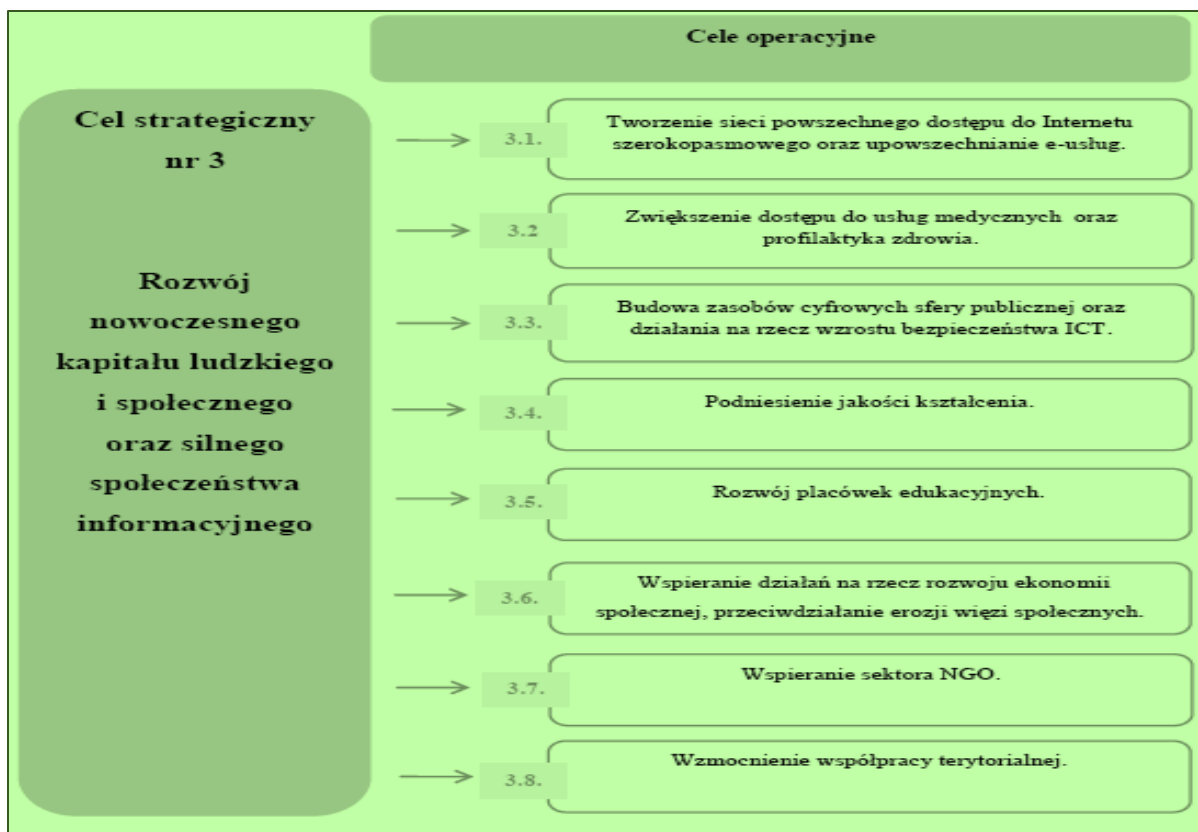 Cele operacyjne
Cel strategiczny
nr 3
Rozwój
nowoczesnego
kapitału ludzkiego
i społecznego
oraz silnego
społeczeństwa
informacyjnego
3.1.
Tworzenie sieci powszechnego dostępu do Internetu
szerokopasmowego oraz upowszechnianie e-usług.
3.2
Zwiększenie dostępu do usług medycznych oraz
profilaktyka zdrowia.
3.3.
Budowa zasobów cyfrowych sfery publicznej oraz
działania na rzecz wzrostu bezpieczeństwa ICT.
3.4.
Podniesienie jakości kształcenia.
3.5.
Rozwój placówek edukacyjnych.
3.6.
Wspieranie działań na rzecz rozwoju ekonomii
społecznej, przeciwdziałanie erozji więzi społecznych.
3.7.
Wspieranie sektora NGO.
3.8.
Wzmocnienie współpracy terytorialnej.